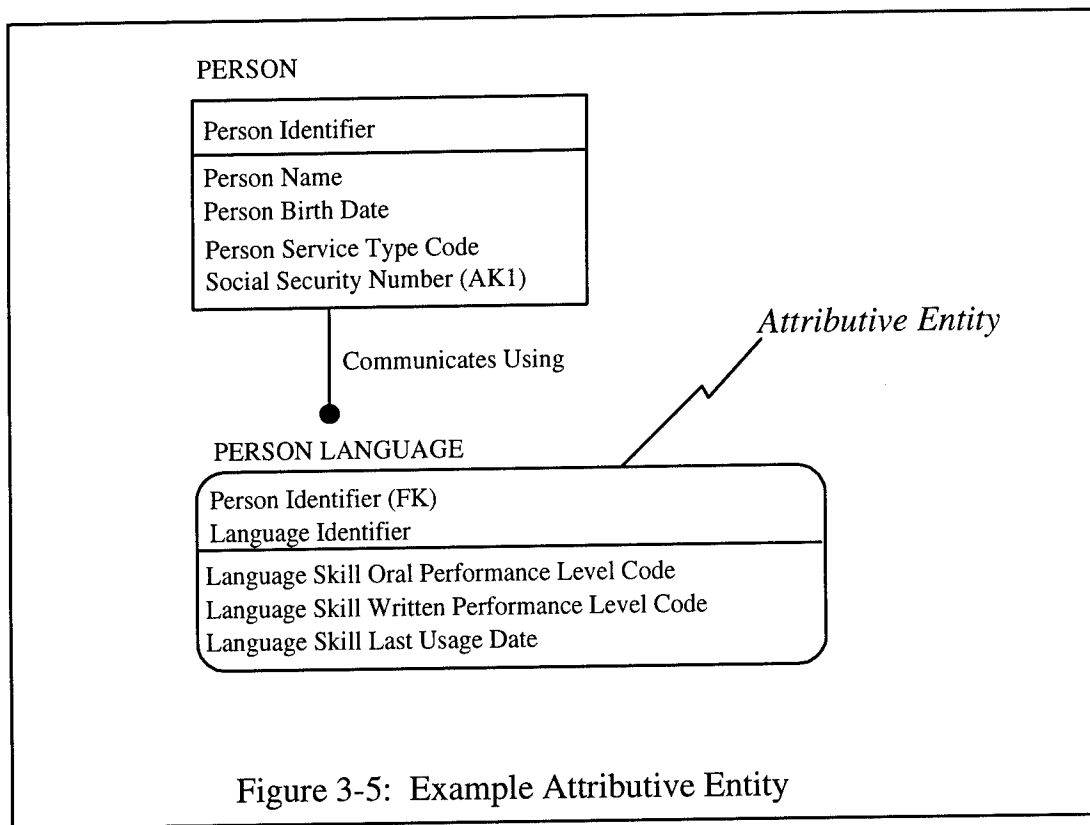 PERSON
Person Identifier
Person Name
Person Birth Date
Person Service Type Code
Social Security Number (AK1)
Attributive Entity
Communicates Using
PERSON LANGUAGE
Person Identifier (FK)
Language Identifier
Language Skill Oral Performance Level Code
Language Skill Written Performance Level Code
Language Skill Last Usage Date
Figure 3-5: Example Attributive Entity